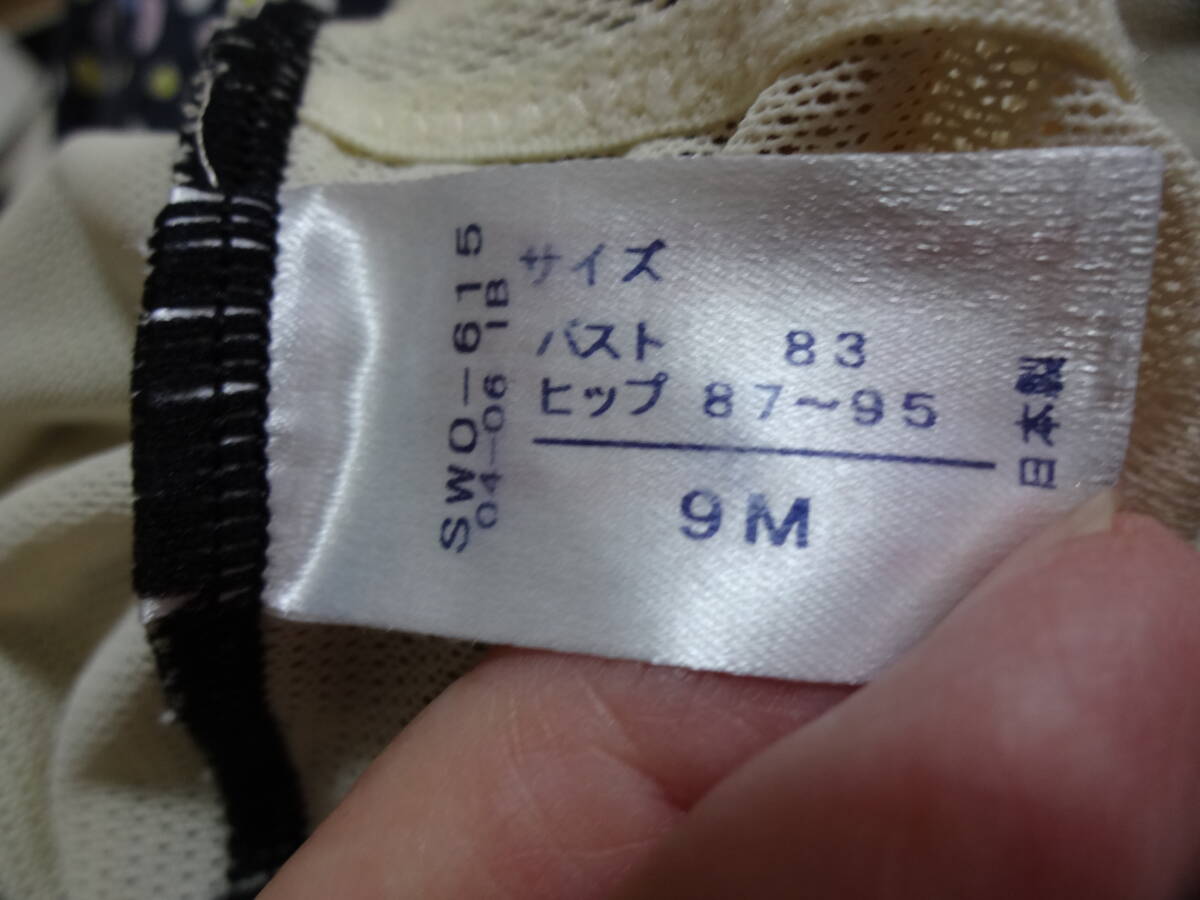 サイズ
バスト 83
ヒップ 87〜95
9M
SWO-615
04-06 1B
日本製